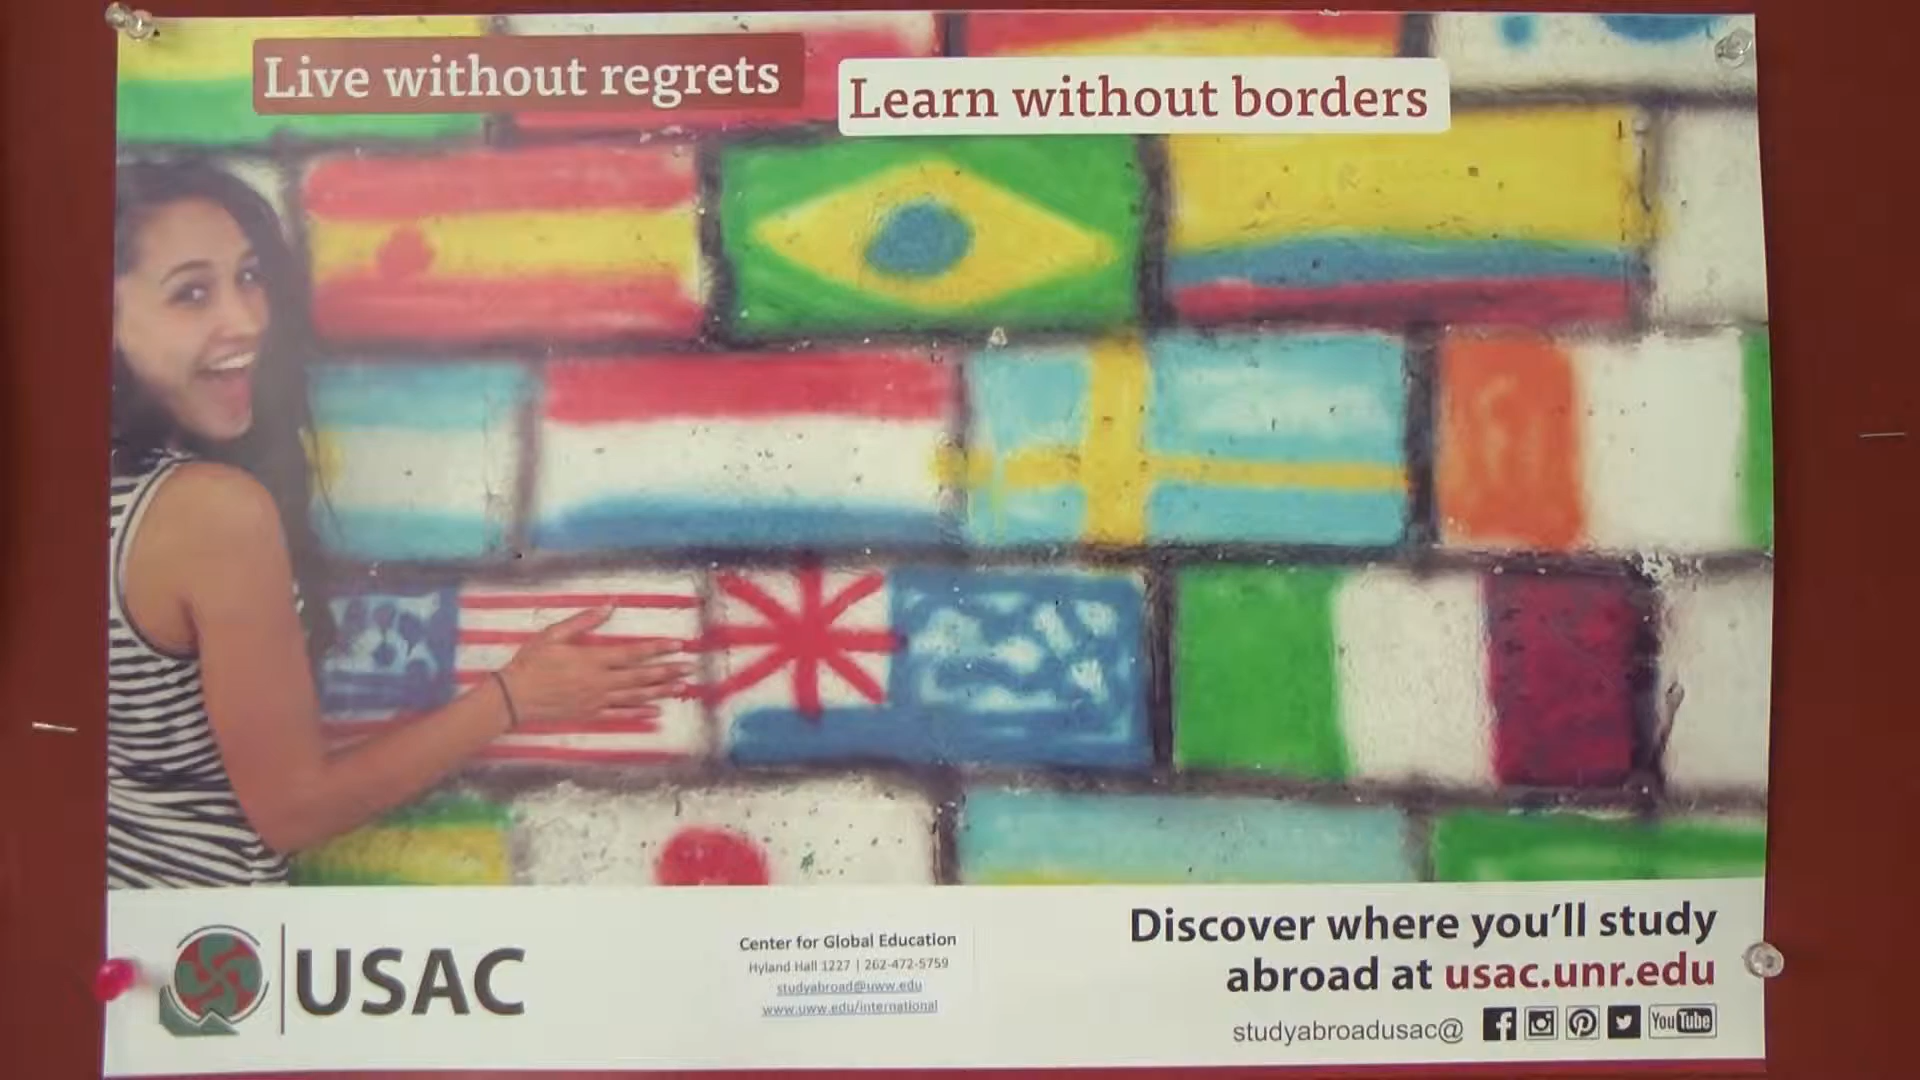 Live without regrets
Learn without borders
USAC
Center for Global Education
Hyland Hall 1227 | 262-472-5759
studyabroad@uww.edu
www.uww.edu/international
Discover where you'll study
abroad at usac.unr.edu
studyabroadusac@
You Tube